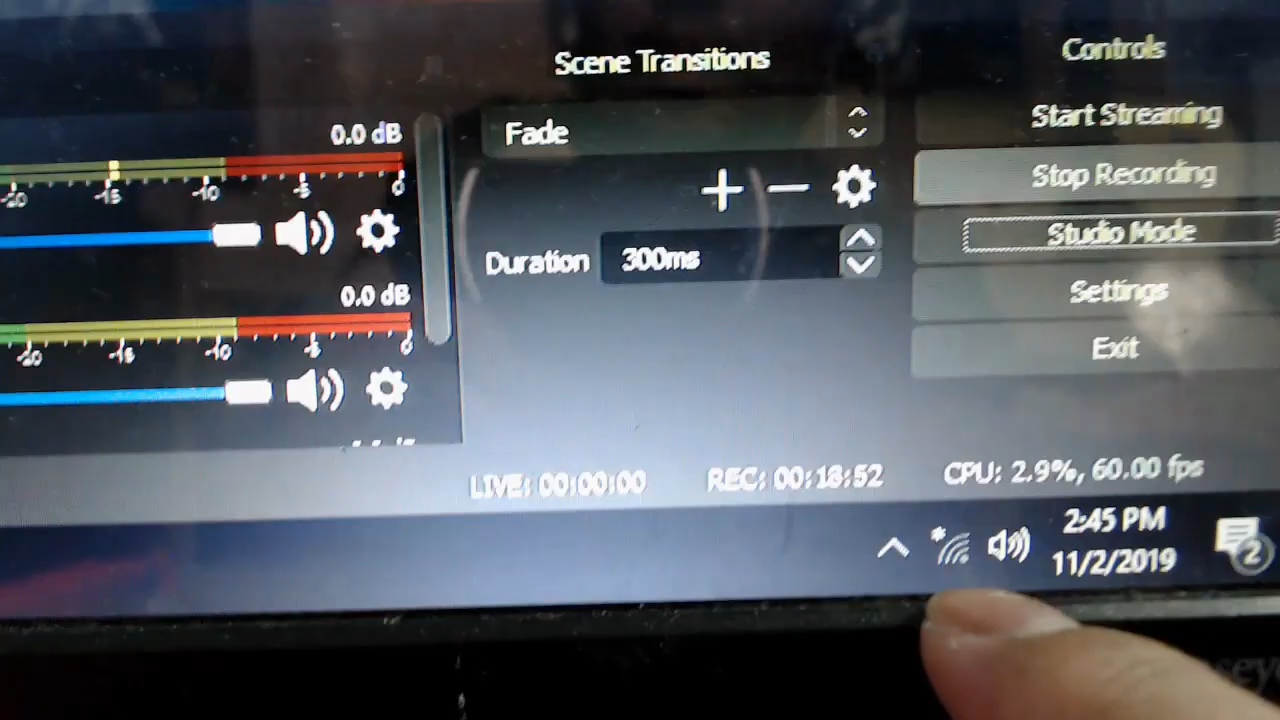 Scene Transitions
Controls
0.0 dB
Fade
Start Streaming
-20 -15 -10 -5 0
Stop Recording
Studio Mode
Duration 300ms
0.0 dB
Settings
-20 -15 -10 -5 0
Exit
LIVE: 00:00:00 REC: 00:18:52 CPU: 2.9%, 60.00 fps
2:45 PM
11/2/2019
2